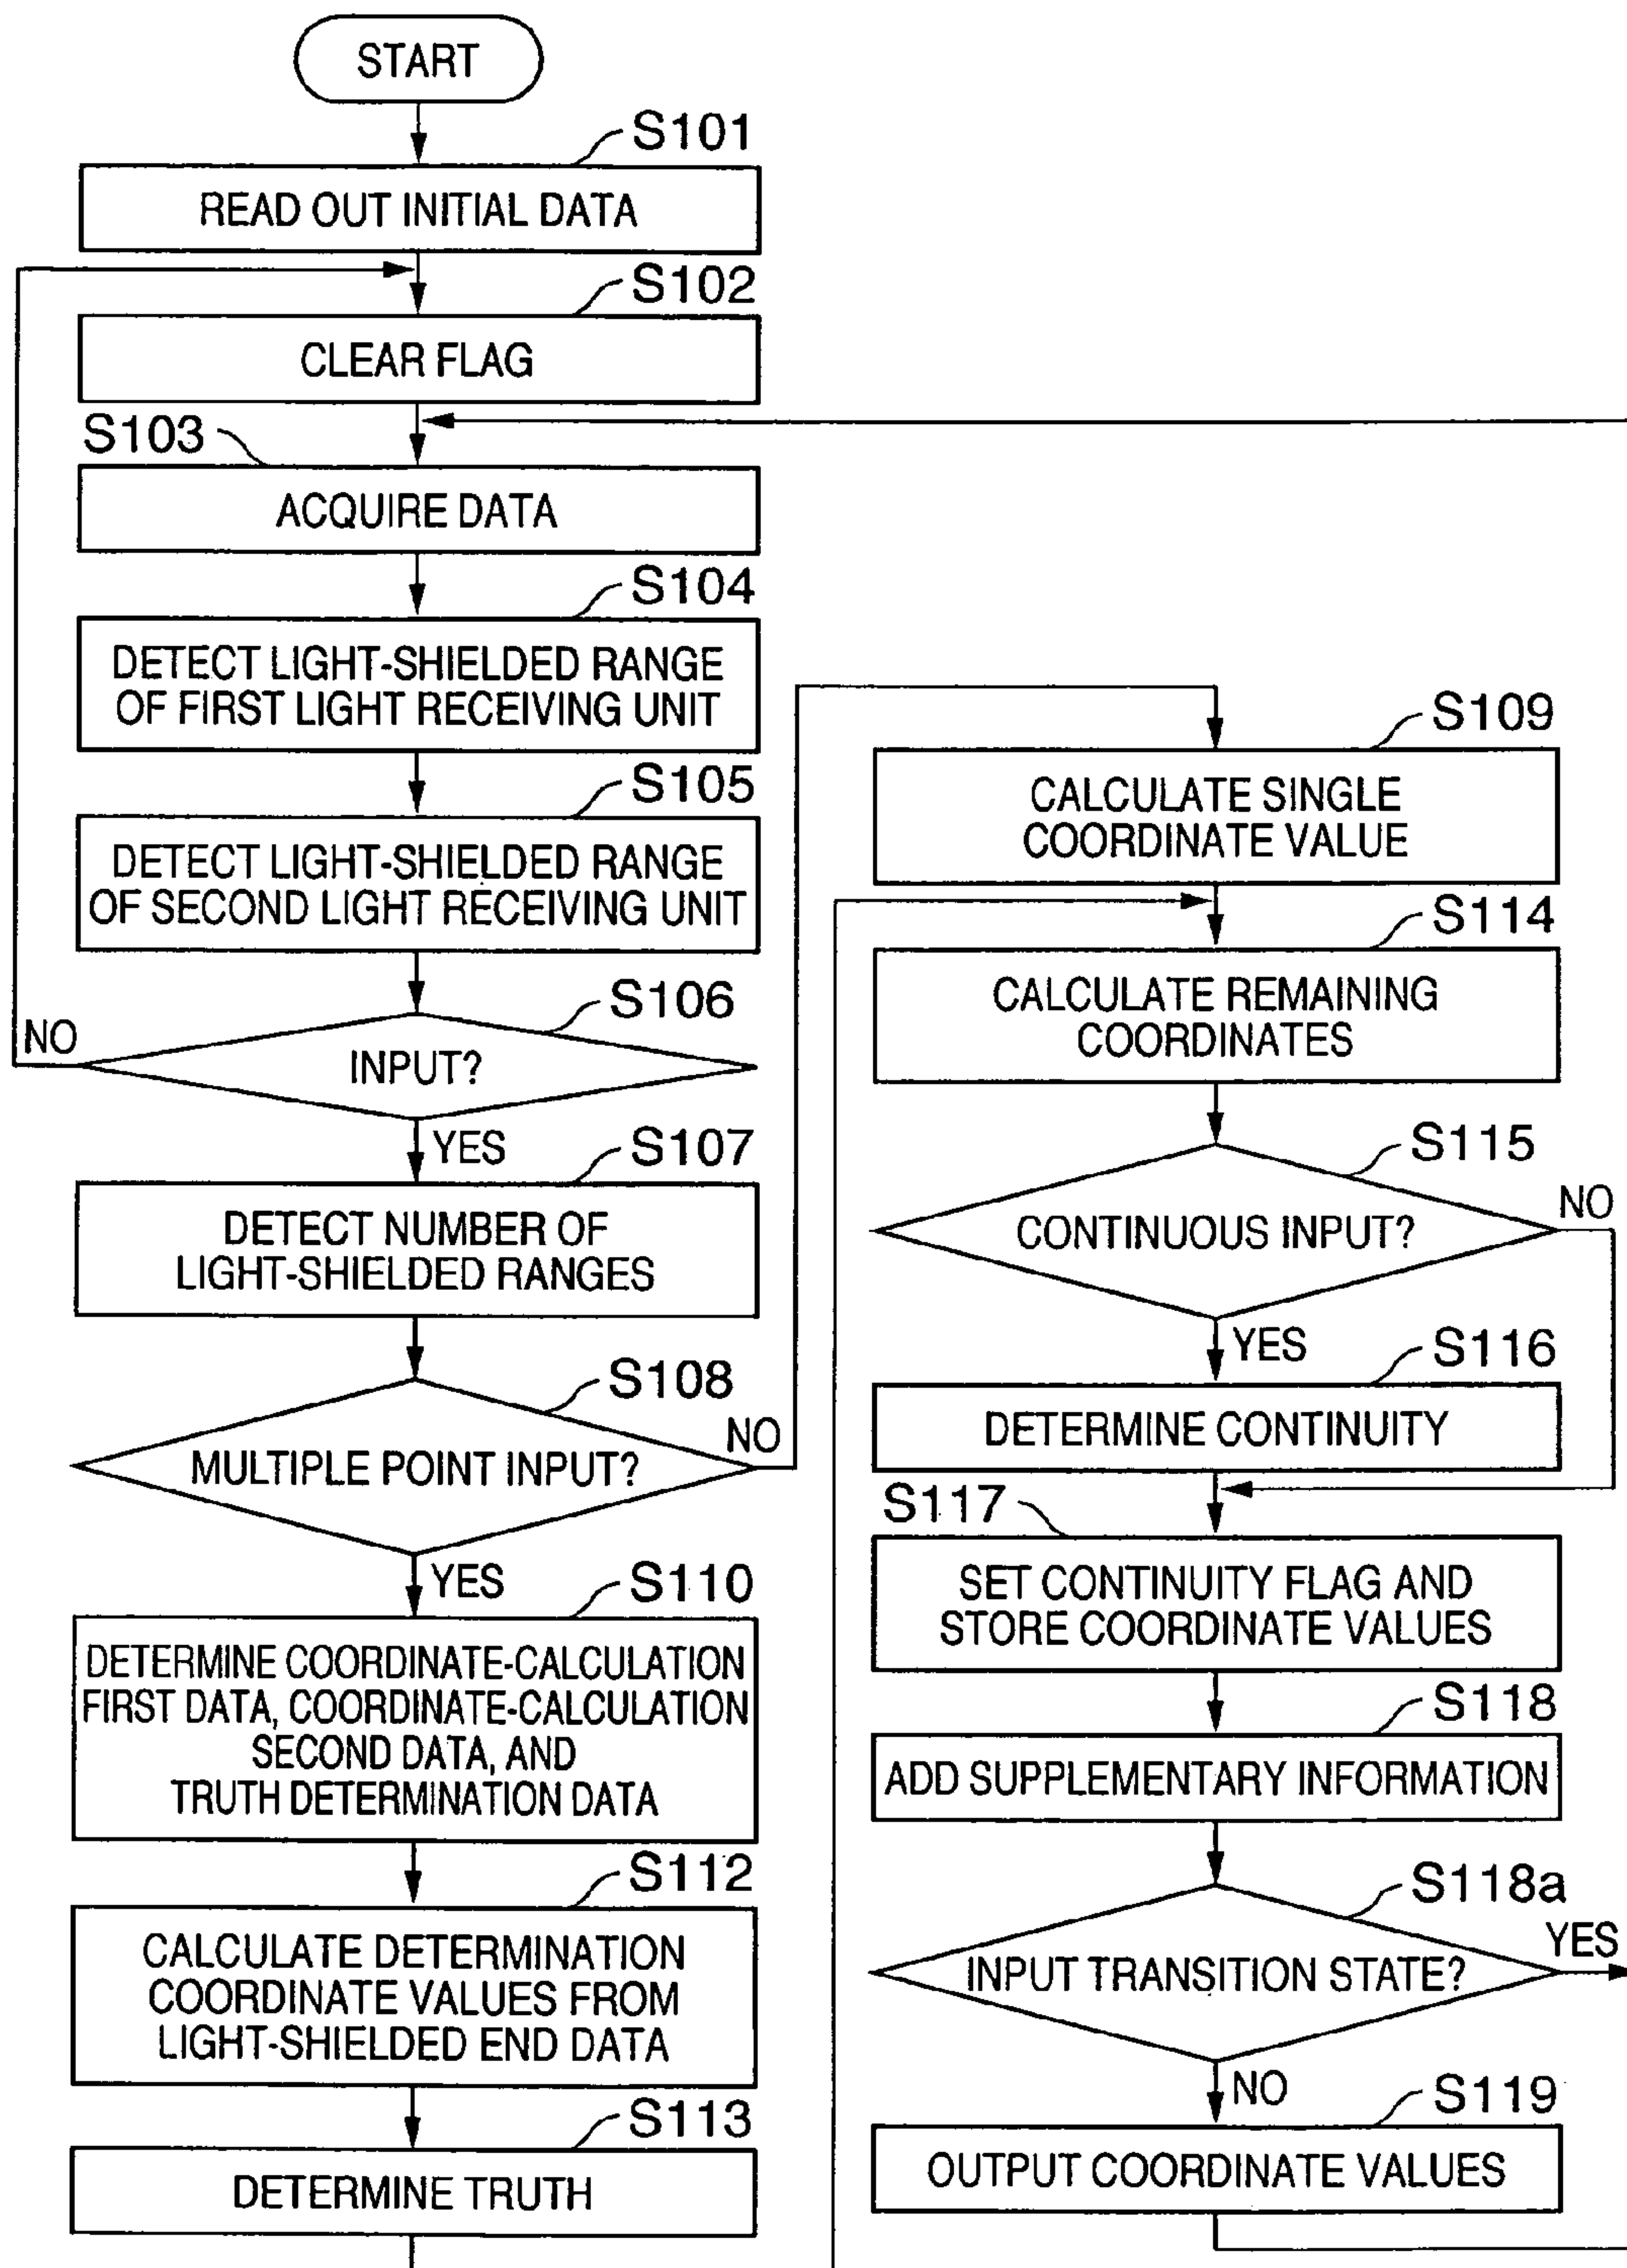 START
S101
READ OUT INITIAL DATA
S102
CLEAR FLAG
S103
ACQUIRE DATA
S104
DETECT LIGHT-SHIELDED RANGE
OF FIRST LIGHT RECEIVING UNIT
S105
DETECT LIGHT-SHIELDED RANGE
OF SECOND LIGHT RECEIVING UNIT
S106
NO
INPUT?
YES
S107
DETECT NUMBER OF
LIGHT-SHIELDED RANGES
S108
NO
MULTIPLE POINT INPUT?
YES
S110
DETERMINE COORDINATE-CALCULATION
FIRST DATA, COORDINATE-CALCULATION
SECOND DATA, AND
TRUTH DETERMINATION DATA
S112
CALCULATE DETERMINATION
COORDINATE VALUES FROM
LIGHT-SHIELDED END DATA
S113
DETERMINE TRUTH
S109
CALCULATE SINGLE
COORDINATE VALUE
S114
CALCULATE REMAINING
COORDINATES
S115
NO
CONTINUOUS INPUT?
YES
S116
DETERMINE CONTINUITY
S117
SET CONTINUITY FLAG AND
STORE COORDINATE VALUES
S118
ADD SUPPLEMENTARY INFORMATION
S118a
YES
INPUT TRANSITION STATE?
NO
S119
OUTPUT COORDINATE VALUES